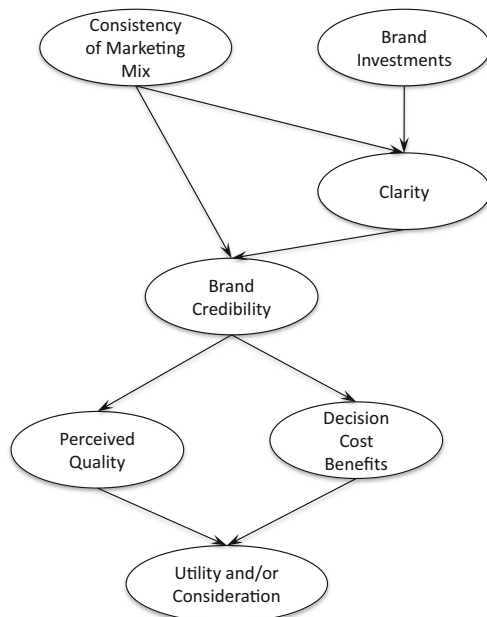 Consistency
of Marketing
Mix
Brand
Investments
Clarity
Brand
Credibility
Perceived
Quality
Decision
Cost
Benefits
Utility and/or
Consideration